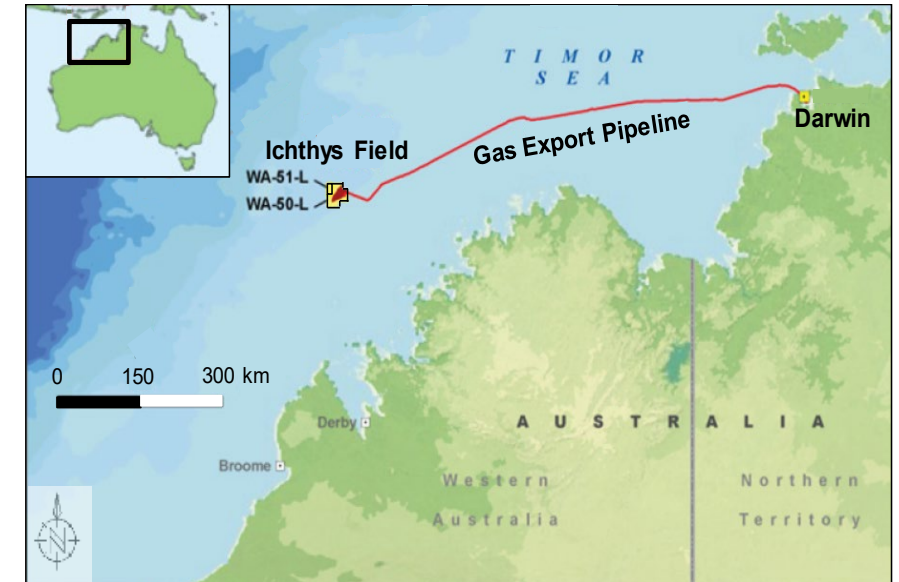 T I M O R
S E A
Darwin
Gas Export Pipeline
Ichthys Field
WA-51-L
WA-50-L
0 150 300 km
Derby
A U S T R A L I A
Broome
Western
Australia
Northern
Territory
N